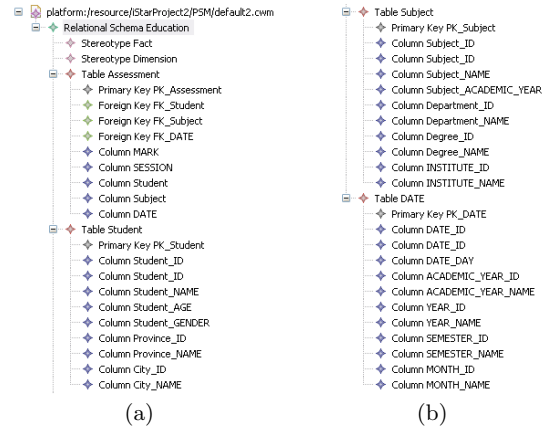 platform:/resource/iStarProject2/PSM/default2.cwm
Relational Schema Education
Stereotype Fact
Stereotype Dimension
Table Assessment
Primary Key PK_Assessment
Foreign Key FK_Student
Foreign Key FK_Subject
Foreign Key FK_DATE
Column MARK
Column SESSION
Column Student
Column Subject
Column DATE
Table Student
Primary Key PK_Student
Column Student_ID
Column Student_ID
Column Student_NAME
Column Student_AGE
Column Student_GENDER
Column Province_ID
Column Province_NAME
Column City_ID
Column City_NAME
(a)
Table Subject
Primary Key PK_Subject
Column Subject_ID
Column Subject_ID
Column Subject_NAME
Column Subject_ACADEMIC_YEAR
Column Department_ID
Column Department_NAME
Column Degree_ID
Column Degree_NAME
Column INSTITUTE_ID
Column INSTITUTE_NAME
Table DATE
Primary Key PK_DATE
Column DATE_ID
Column DATE_ID
Column DATE_DAY
Column ACADEMIC_YEAR_ID
Column ACADEMIC_YEAR_NAME
Column YEAR_ID
Column YEAR_NAME
Column SEMESTER_ID
Column SEMESTER_NAME
Column MONTH_ID
Column MONTH_NAME
(b)